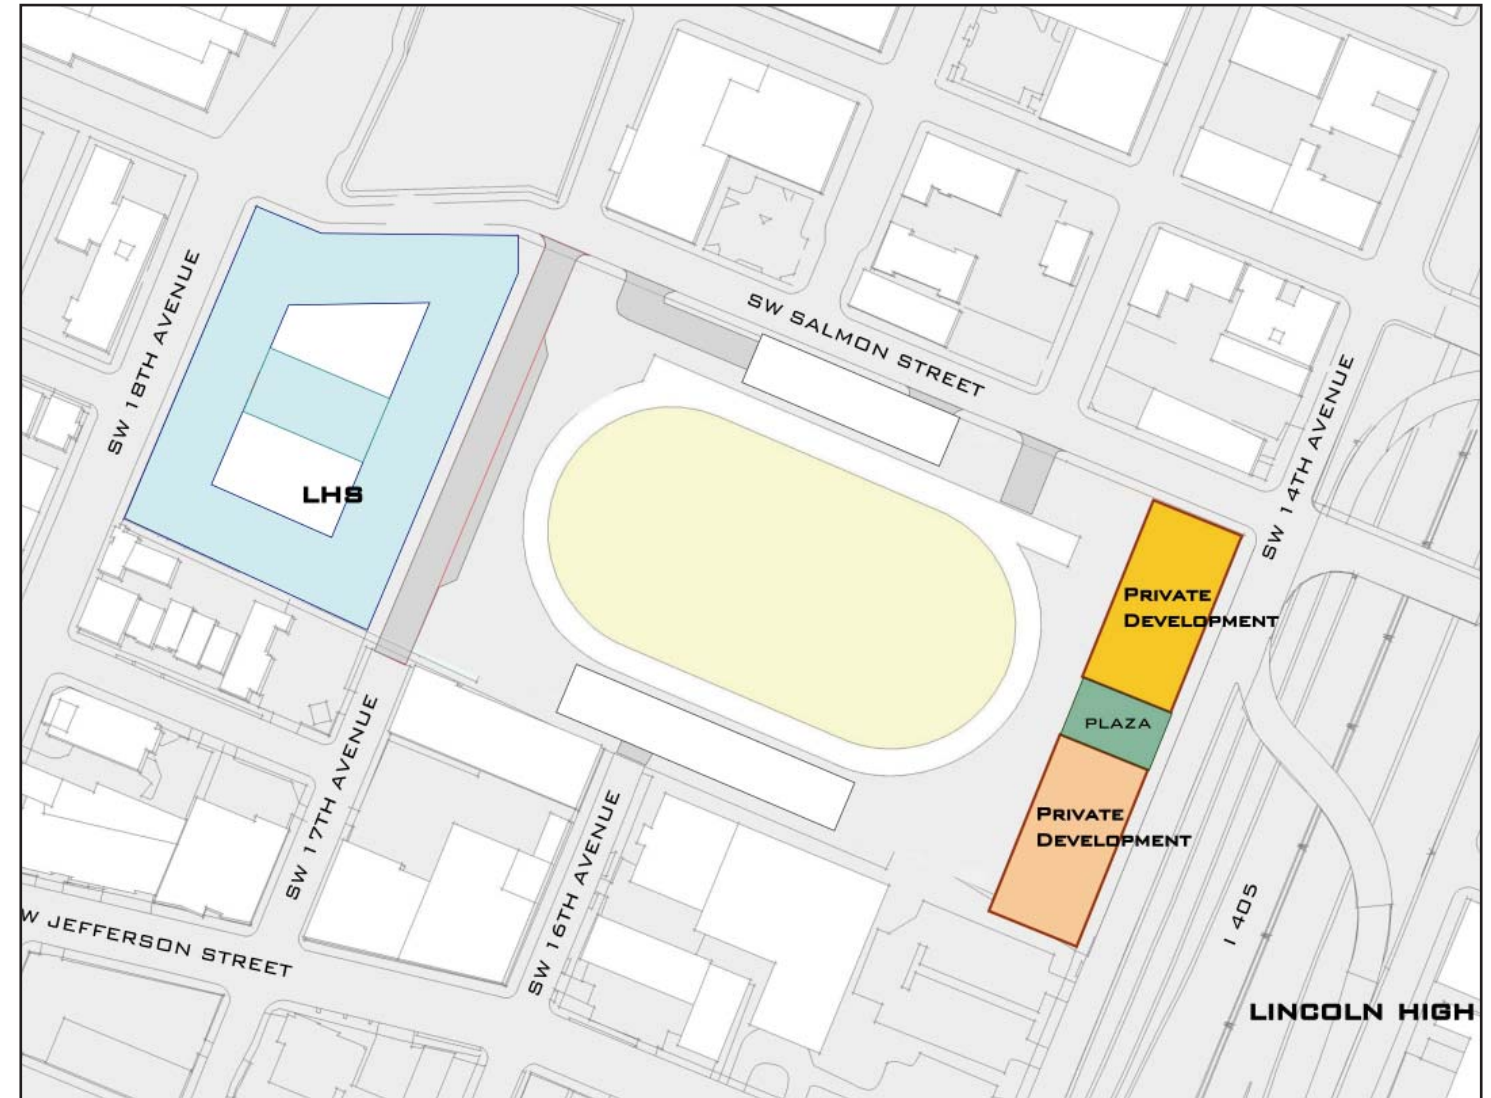 SW 18TH AVENUE
SW SALMON STREET
SW 14TH AVENUE
LHS
PRIVATE
DEVELOPMENT
PLAZA
PRIVATE
DEVELOPMENT
SW 17TH AVENUE
SW 16TH AVENUE
I 405
W JEFFERSON STREET
LINCOLN HIGH